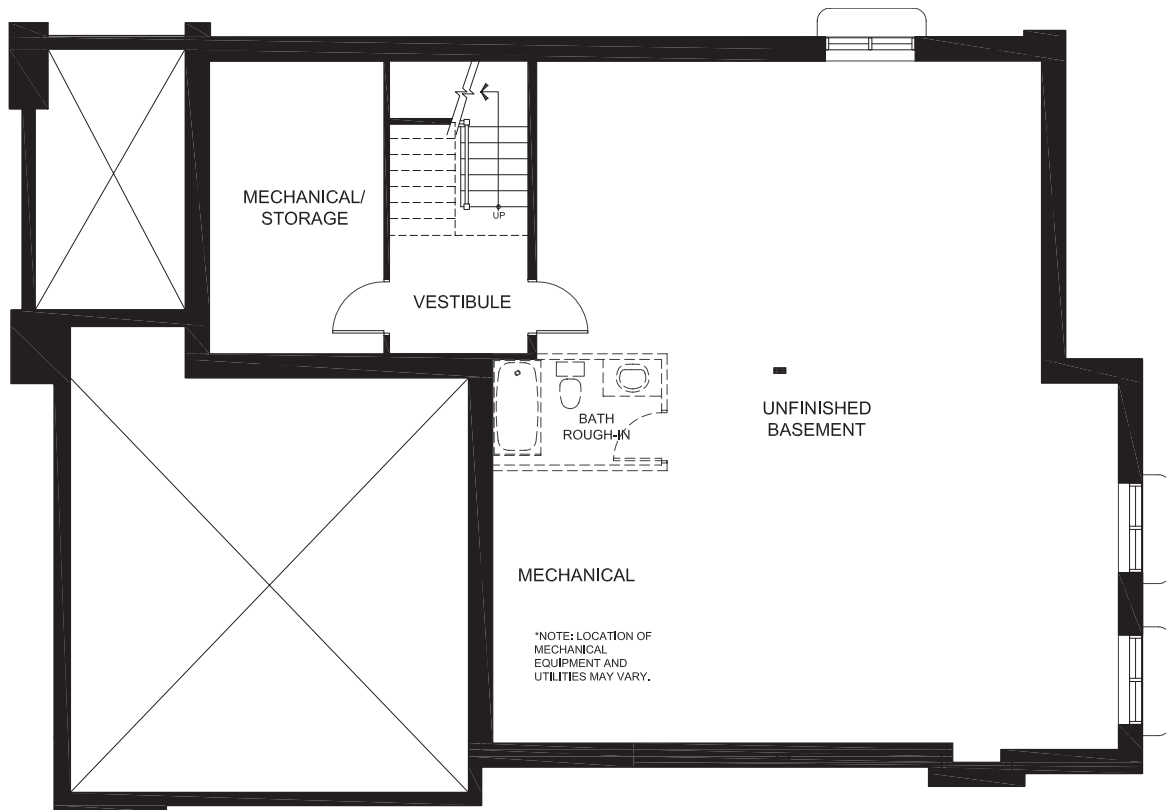 MECHANICAL/
STORAGE
UP
VESTIBULE
BATH
ROUGH-IN
UNFINISHED
BASEMENT
MECHANICAL
*NOTE: LOCATION OF
MECHANICAL
EQUIPMENT AND
UTILITIES MAY VARY.